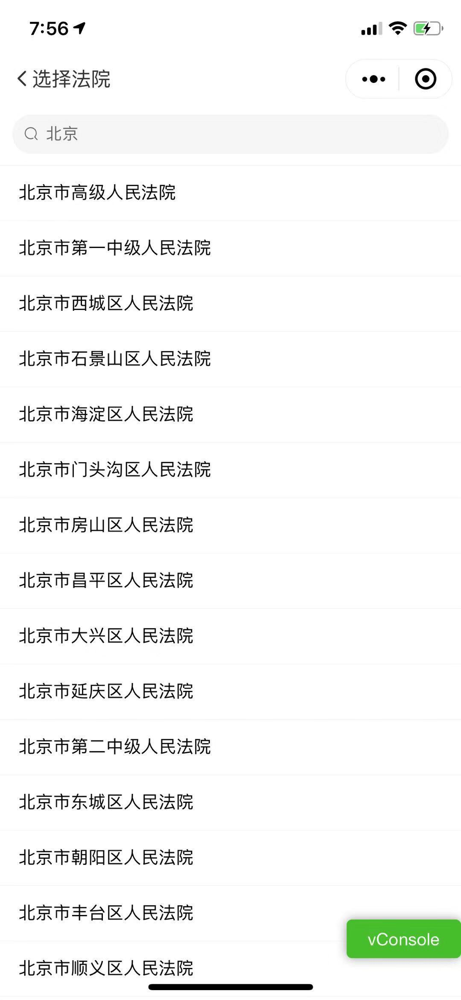 7:56
选择法院
北京
北京市高级人民法院
北京市第一中级人民法院
北京市西城区人民法院
北京市石景山区人民法院
北京市海淀区人民法院
北京市门头沟区人民法院
北京市房山区人民法院
北京市昌平区人民法院
北京市大兴区人民法院
北京市延庆区人民法院
北京市第二中级人民法院
北京市东城区人民法院
北京市朝阳区人民法院
北京市丰台区人民法院
vConsole
北京市顺义区人民法院